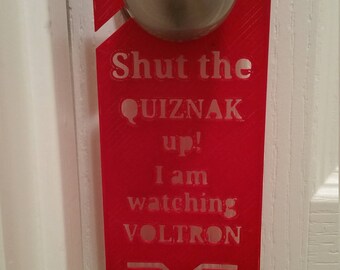 Shut the
QUIZNAK
up!
I am
watching
VOLTRON